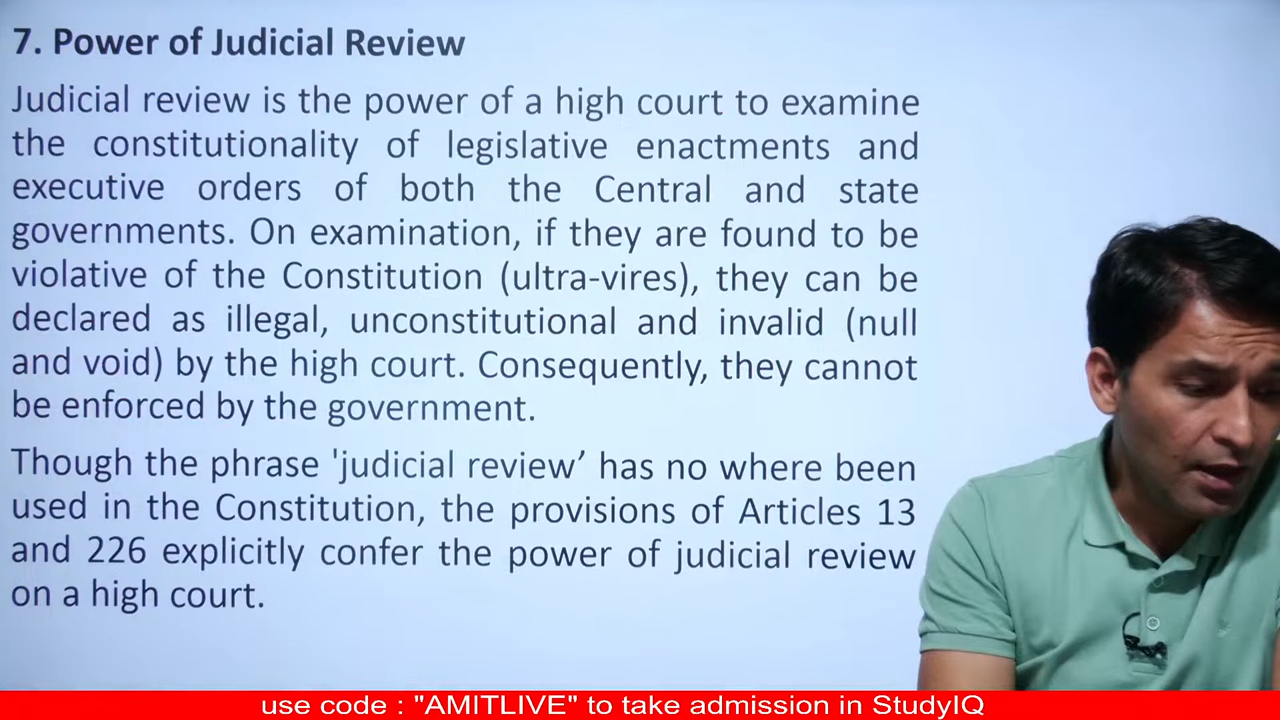 7. Power of Judicial Review
Judicial review is the power of a high court to examine
the constitutionality of legislative enactments and
executive orders of both the Central and state
governments. On examination, if they are found to be
violative of the Constitution (ultra-vires), they can be
declared as illegal, unconstitutional and invalid (null
and void) by the high court. Consequently, they cannot
be enforced by the government.
Though the phrase 'judicial review’ has no where been
used in the Constitution, the provisions of Articles 13
and 226 explicitly confer the power of judicial review
on a high court.
use code : "AMITLIVE" to take admission in StudyIQ